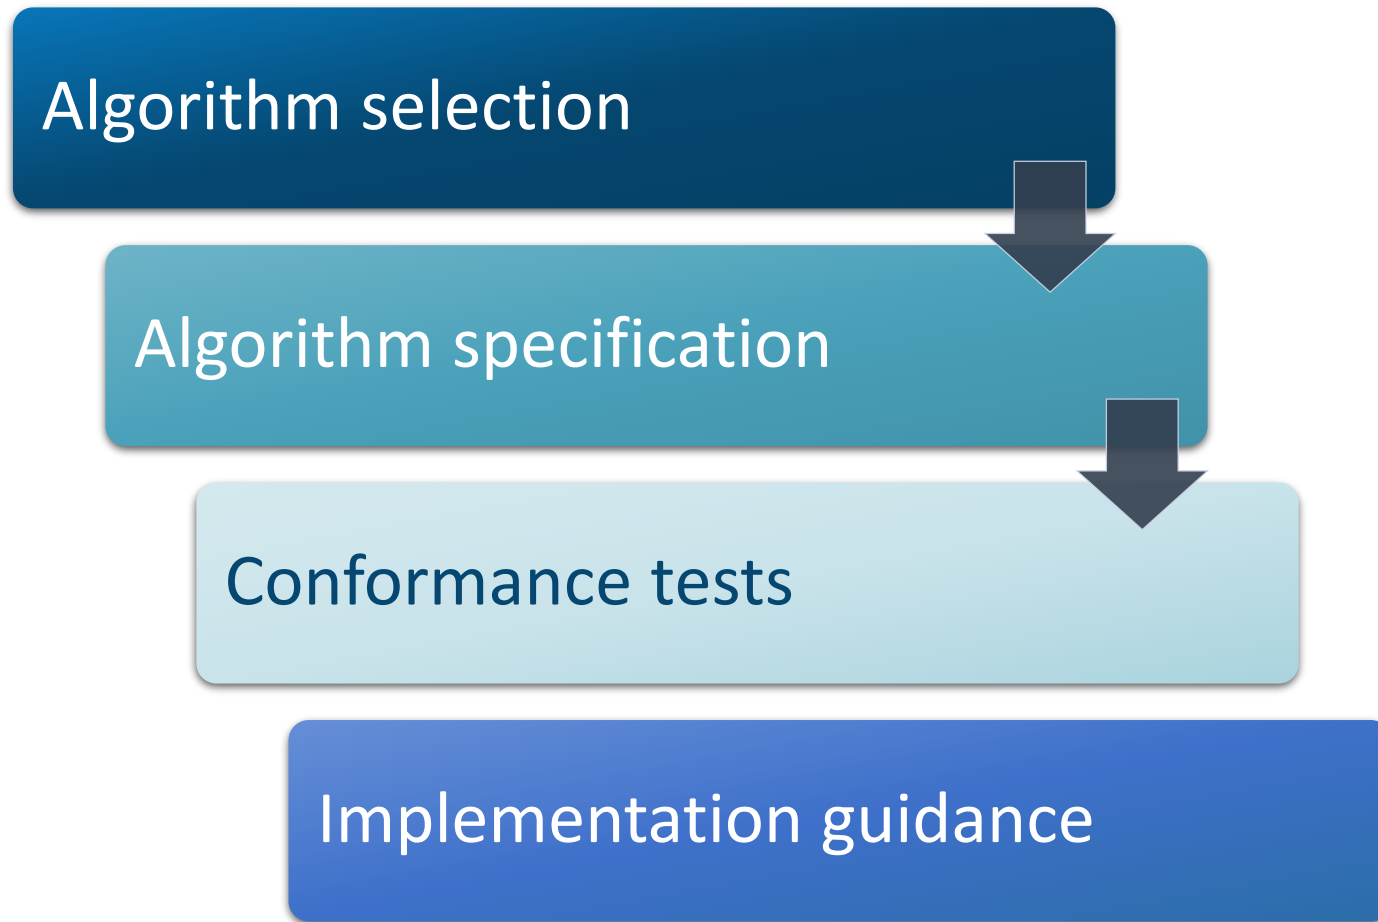 Algorithm selection
Algorithm specification
Conformance tests
Implementation guidance